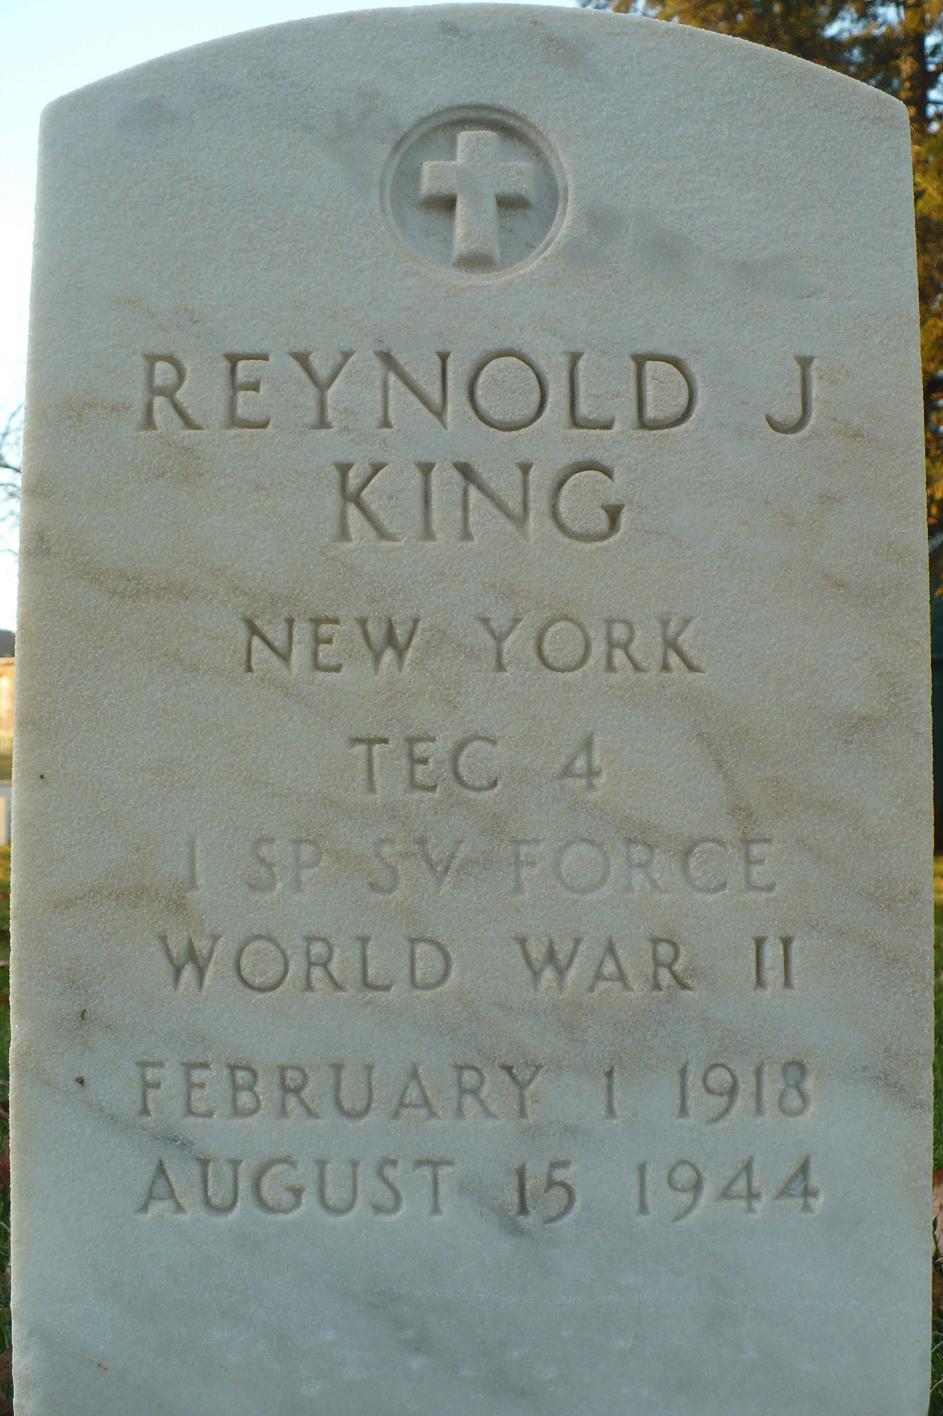 REYNOLD J
KING
NEW YORK
TEC 4
1 SP SV FORCE
WORLD WAR II
FEBRUARY 1 1918
AUGUST 15 1944